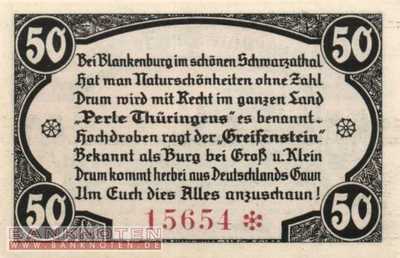 50 50
Bei Blankenburg im schönen Schwarzathal
Hat man Naturschönheiten ohne Zahl
Drum wird mit Recht im ganzen Land
„Perle Thüringens" es benannt.
Hochdroben ragt der „Greifenstein"
Bekannt als Burg bei Groß u. Klein
Drum kommt herbei aus Deutschlands Gaun
Um Euch dies Alles anzuschaun!
50 15654 * 50
BANKNOTEN
WWW.BANKNOTEN.DE